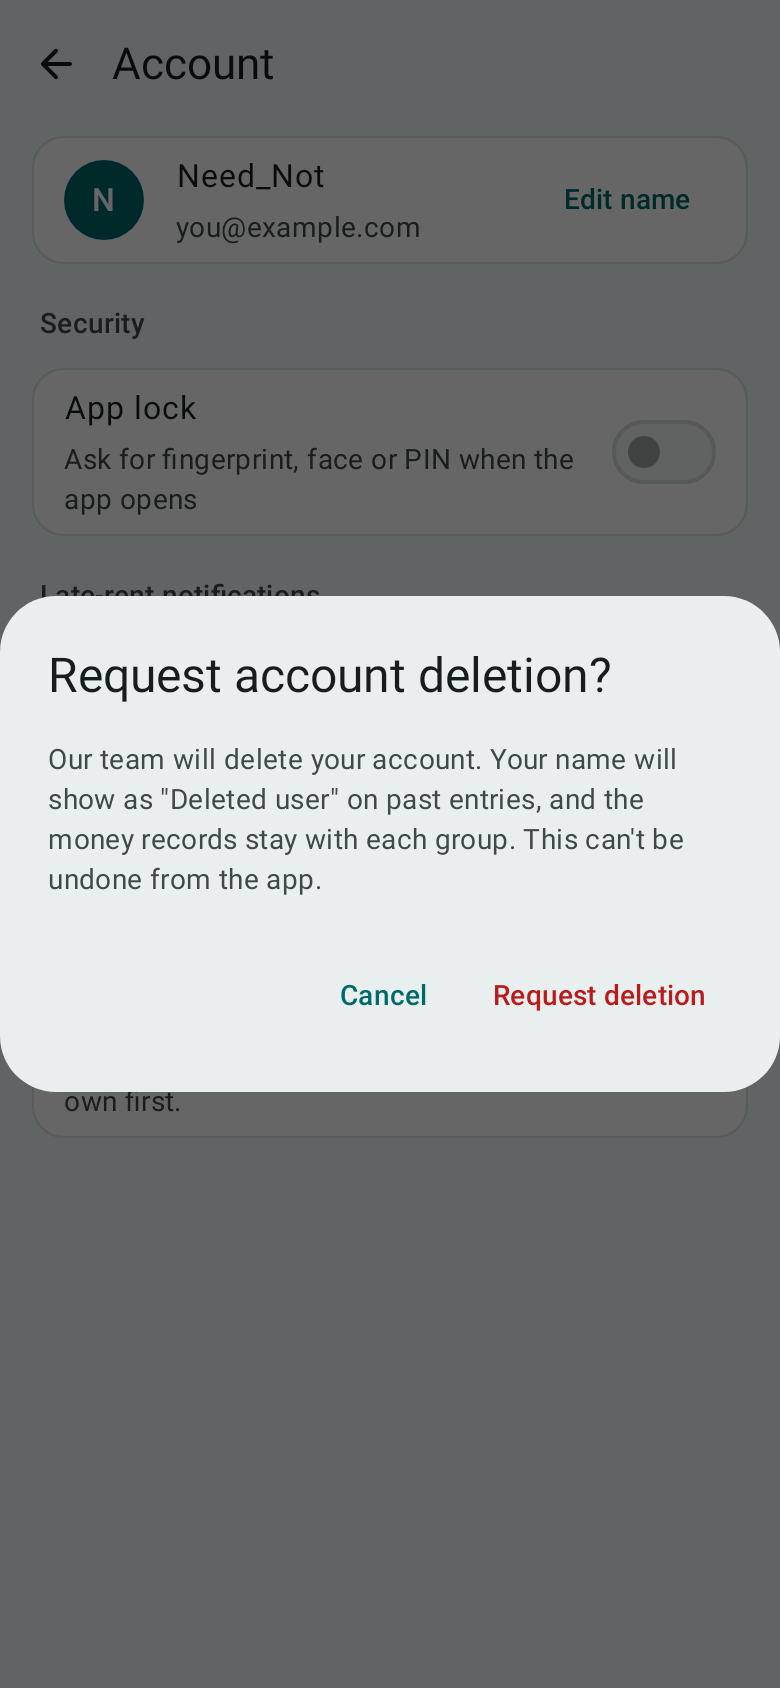 Account
N
Need_Not
you@example.com
Edit name
Security
App lock
Ask for fingerprint, face or PIN when the
app opens
Late-rent notifications
Request account deletion?
Our team will delete your account. Your name will
show as "Deleted user" on past entries, and the
money records stay with each group. This can't be
undone from the app.
Cancel
Request deletion
own first.